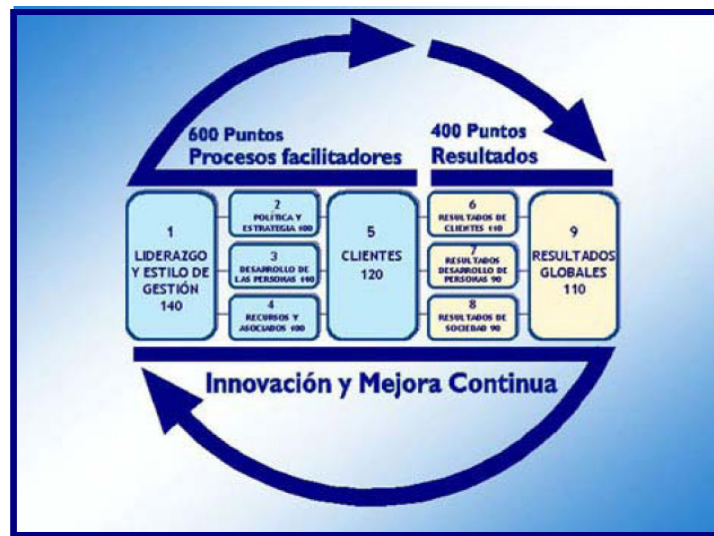 600 Puntos
Procesos facilitadores
400 Puntos
Resultados
1
LIDERAZGO
Y ESTILO DE
GESTIÓN
140
2
POLÍTICA Y
ESTRATEGIA 100
3
DESARROLLO DE
LAS PERSONAS 140
4
RECURSOS Y
ASOCIADOS 100
5
CLIENTES
120
6
RESULTADOS DE
CLIENTES 110
7
RESULTADOS
DESARROLLO DE
PERSONAS 90
8
RESULTADOS DE
SOCIEDAD 90
9
RESULTADOS
GLOBALES
110
Innovación y Mejora Continua